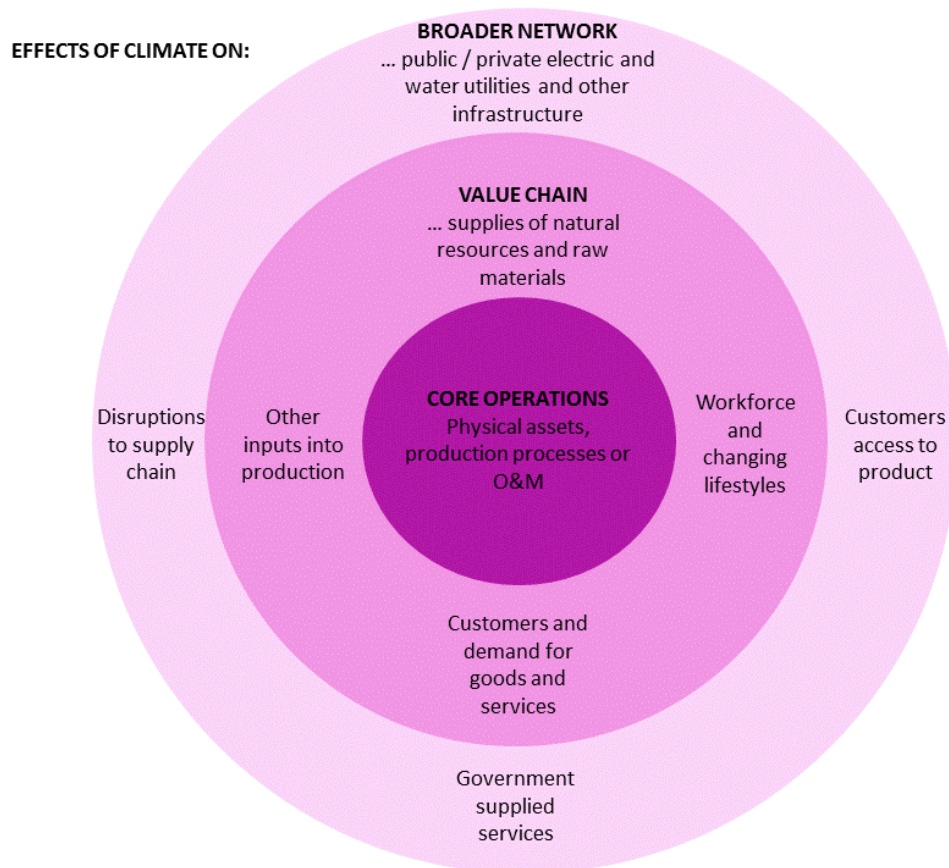 EFFECTS OF CLIMATE ON:
BROADER NETWORK
... public / private electric and
water utilities and other
infrastructure
VALUE CHAIN
... supplies of natural
resources and raw
materials
CORE OPERATIONS
Physical assets,
production processes or
O&M
Disruptions
to supply
chain
Other
inputs into
production
Workforce
and
changing
lifestyles
Customers
access to
product
Customers and
demand for
goods and
services
Government
supplied
services